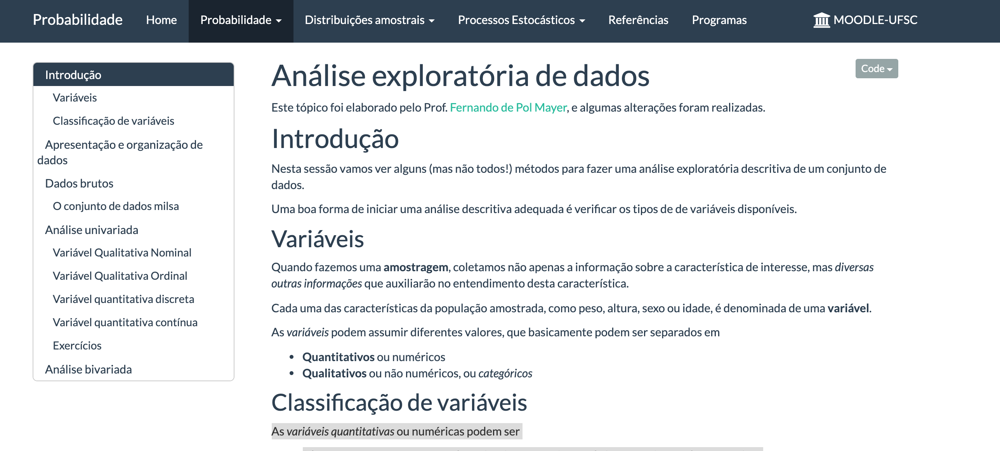 Probabilidade Home Probabilidade Distribuições amostrais Processos Estocásticos Referências Programas MOODLE-UFSC
Introdução
Variáveis
Classificação de variáveis
Apresentação e organização de
dados
Dados brutos
O conjunto de dados milsa
Análise univariada
Variável Qualitativa Nominal
Variável Qualitativa Ordinal
Variável quantitativa discreta
Variável quantitativa contínua
Exercícios
Análise bivariada
Análise exploratória de dados
Code
Este tópico foi elaborado pelo Prof. Fernando de Pol Mayer, e algumas alterações foram realizadas.
Introdução
Nesta sessão vamos ver alguns (mas não todos!) métodos para fazer uma análise exploratória descritiva de um conjunto de
dados.
Uma boa forma de iniciar uma análise descritiva adequada é verificar os tipos de de variáveis disponíveis.
Variáveis
Quando fazemos uma amostragem, coletamos não apenas a informação sobre a característica de interesse, mas diversas
outras informações que auxiliarão no entendimento desta característica.
Cada uma das características da população amostrada, como peso, altura, sexo ou idade, é denominada de uma variável.
As variáveis podem assumir diferentes valores, que basicamente podem ser separados em
• Quantitativos ou numéricos
• Qualitativos ou não numéricos, ou categóricos
Classificação de variáveis
As variáveis quantitativas ou numéricas podem ser